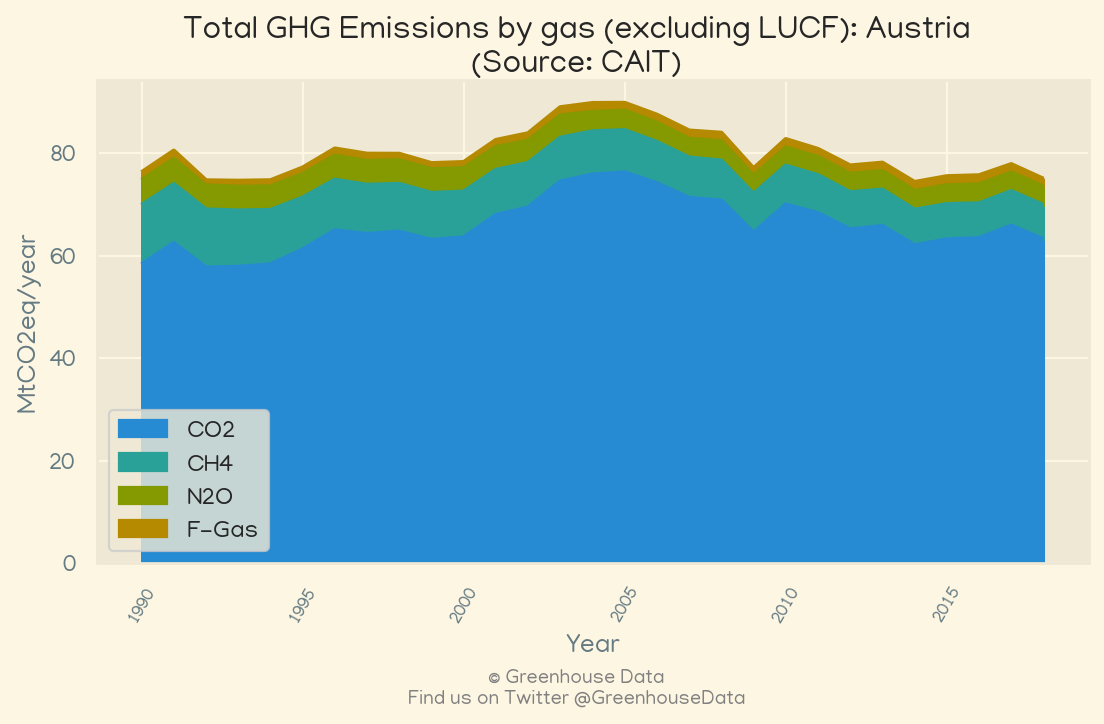 Total GHG Emissions by gas (excluding LUCF): Austria
(Source: CAIT)
MtCO2eq/year
80
60
40
20
0
CO2
CH4
N2O
F-Gas
1990
1995
2000
2005
2010
2015
Year
© Greenhouse Data
Find us on Twitter @GreenhouseData